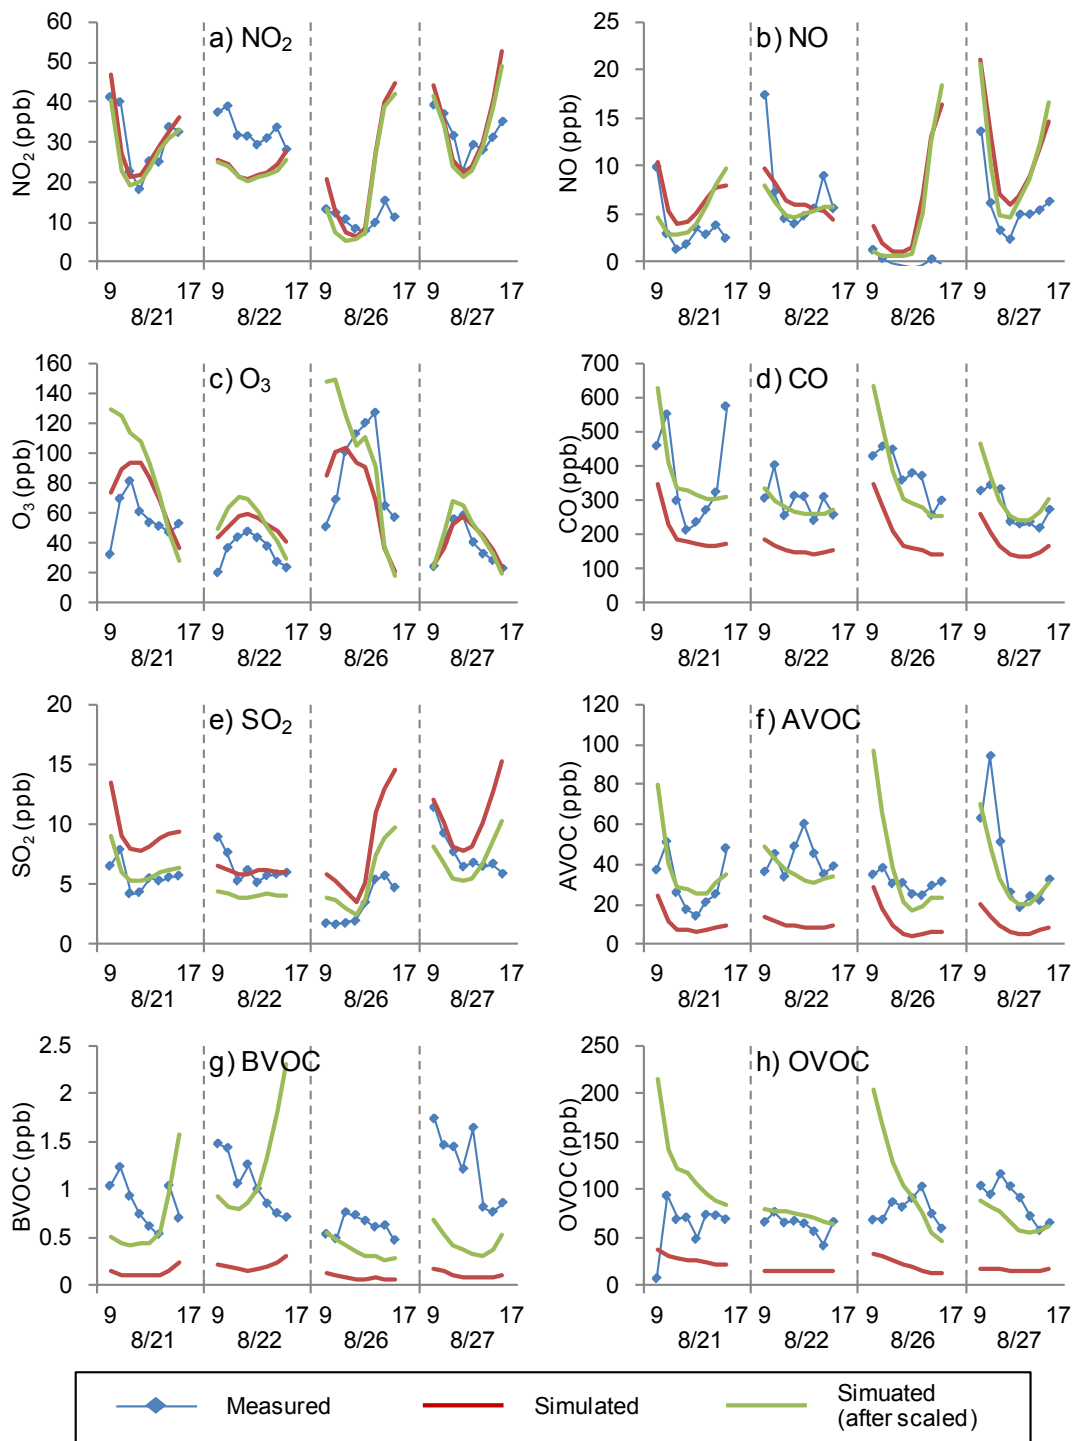 a) NO₂
60
50
40
30
20
10
0
NO₂ (ppb)
9 17 9 17 9 17 9 17
8/21 8/22 8/26 8/27
b) NO
25
20
15
10
5
0
NO (ppb)
9 17 9 17 9 17 9 17
8/21 8/22 8/26 8/27
c) O₃
160
140
120
100
80
60
40
20
0
O₃ (ppb)
9 17 9 17 9 17 9 17
8/21 8/22 8/26 8/27
d) CO
700
600
500
400
300
200
100
0
CO (ppb)
9 17 9 17 9 17 9 17
8/21 8/22 8/26 8/27
e) SO₂
20
15
10
5
0
SO₂ (ppb)
9 17 9 17 9 17 9 17
8/21 8/22 8/26 8/27
f) AVOC
120
100
80
60
40
20
0
AVOC (ppb)
9 17 9 17 9 17 9 17
8/21 8/22 8/26 8/27
g) BVOC
2.5
2
1.5
1
0.5
0
BVOC (ppb)
9 17 9 17 9 17 9 17
8/21 8/22 8/26 8/27
h) OVOC
250
200
150
100
50
0
OVOC (ppb)
9 17 9 17 9 17 9 17
8/21 8/22 8/26 8/27
Measured
Simulated
Simuated
(after scaled)